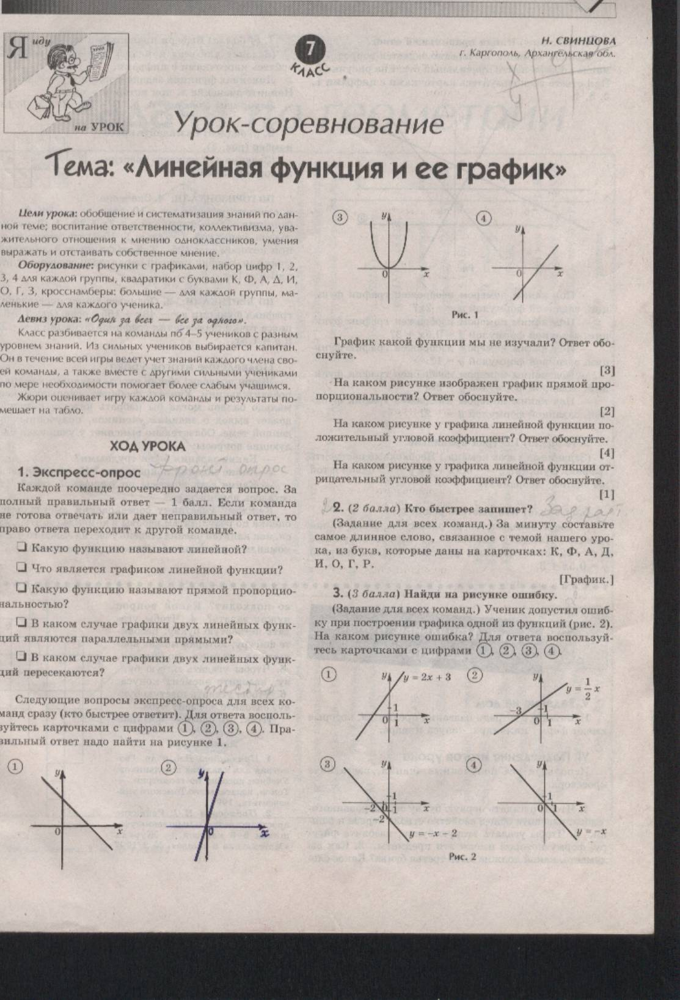 Я иду
на УРОК
7
КЛАСС
Н. СВИНЦОВА
г. Каргополь, Архангельская обл.
Урок-соревнование
Тема: «Линейная функция и ее график»
Цели урока: обобщение и систематизация знаний по дан-
ной теме; воспитание ответственности, коллективизма, ува-
жительного отношения к мнению одноклассников, умения
выражать и отстаивать собственное мнение.
Оборудование: рисунки с графиками, набор цифр 1, 2,
3, 4 для каждой группы, квадратики с буквами К, Ф, А, Д, И,
О, Г, З, кросснамберы: большие — для каждой группы, ма-
ленькие — для каждого ученика.
Девиз урока: «Один за всех — все за одного».
Класс разбивается на команды по 4–5 учеников с разным
уровнем знаний. Из сильных учеников выбирается капитан.
Он в течение всей игры ведет учет знаний каждого члена сво-
ей команды, а также вместе с другими сильными учениками
по мере необходимости помогает более слабым учащимся.
Жюри оценивает игру каждой команды и результаты по-
мещает на табло.
ХОД УРОКА
1. Экспресс-опрос фронт опрос
Каждой команде поочередно задается вопрос. За
полный правильный ответ — 1 балл. Если команда
не готова отвечать или дает неправильный ответ, то
право ответа переходит к другой команде.
❏ Какую функцию называют линейной?
❏ Что является графиком линейной функции?
❏ Какую функцию называют прямой пропорцио-
нальностью?
❏ В каком случае графики двух линейных функ-
ций являются параллельными прямыми?
❏ В каком случае графики двух линейных функ-
ций пересекаются?
Следующие вопросы экспресс-опроса для всех ко-
манд сразу (кто быстрее ответит). Для ответа восполь-
зуйтесь карточками с цифрами ①, ②, ③, ④. Пра-
вильный ответ надо найти на рисунке 1.
① y 0 x
② y 0 x
③ y 0 x
④ y 0 x
Рис. 1
График какой функции мы не изучали? Ответ обо-
снуйте.
[3]
На каком рисунке изображен график прямой про-
порциональности? Ответ обоснуйте.
[2]
На каком рисунке у графика линейной функции по-
ложительный угловой коэффициент? Ответ обоснуйте.
[4]
На каком рисунке у графика линейной функции от-
рицательный угловой коэффициент? Ответ обоснуйте.
[1]
2. (2 балла) Кто быстрее запишет?
(Задание для всех команд.) За минуту составьте
самое длинное слово, связанное с темой нашего уро-
ка, из букв, которые даны на карточках: К, Ф, А, Д,
И, О, Г, Р.
[График.]
3. (3 балла) Найди на рисунке ошибку.
(Задание для всех команд.) Ученик допустил ошиб-
ку при построении графика одной из функций (рис. 2).
На каком рисунке ошибка? Для ответа воспользуй-
тесь карточками с цифрами ①, ②, ③, ④.
① y y = 2x + 3 1 0 1 x
② y y = 1/2 x −3 1 0 1 x
③ y 1 −2 0 1 x −2 y = −x − 2
④ y 1 0 1 x y = −x
Рис. 2